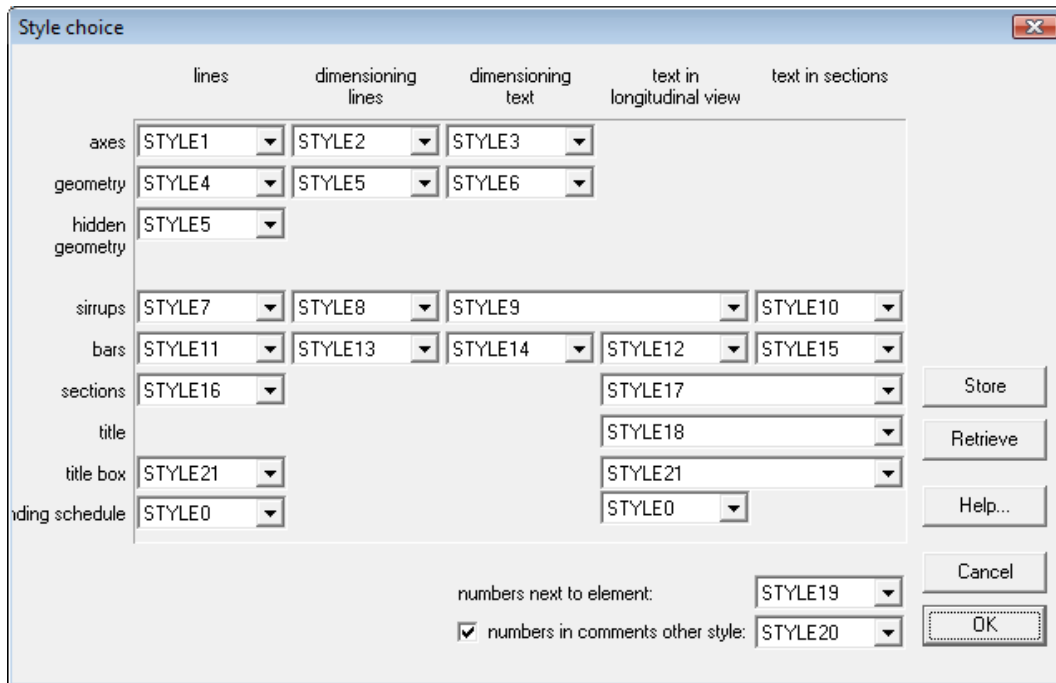 Style choice
lines dimensioning lines dimensioning text text in longitudinal view text in sections
axes STYLE1 STYLE2 STYLE3
geometry STYLE4 STYLE5 STYLE6
hidden geometry STYLE5
sirrups STYLE7 STYLE8 STYLE9 STYLE10
bars STYLE11 STYLE13 STYLE14 STYLE12 STYLE15
sections STYLE16 STYLE17
Store
title STYLE18
Retrieve
title box STYLE21 STYLE21
nding schedule STYLE0 STYLE0
Help...
Cancel
numbers next to element: STYLE19
numbers in comments other style: STYLE20
OK